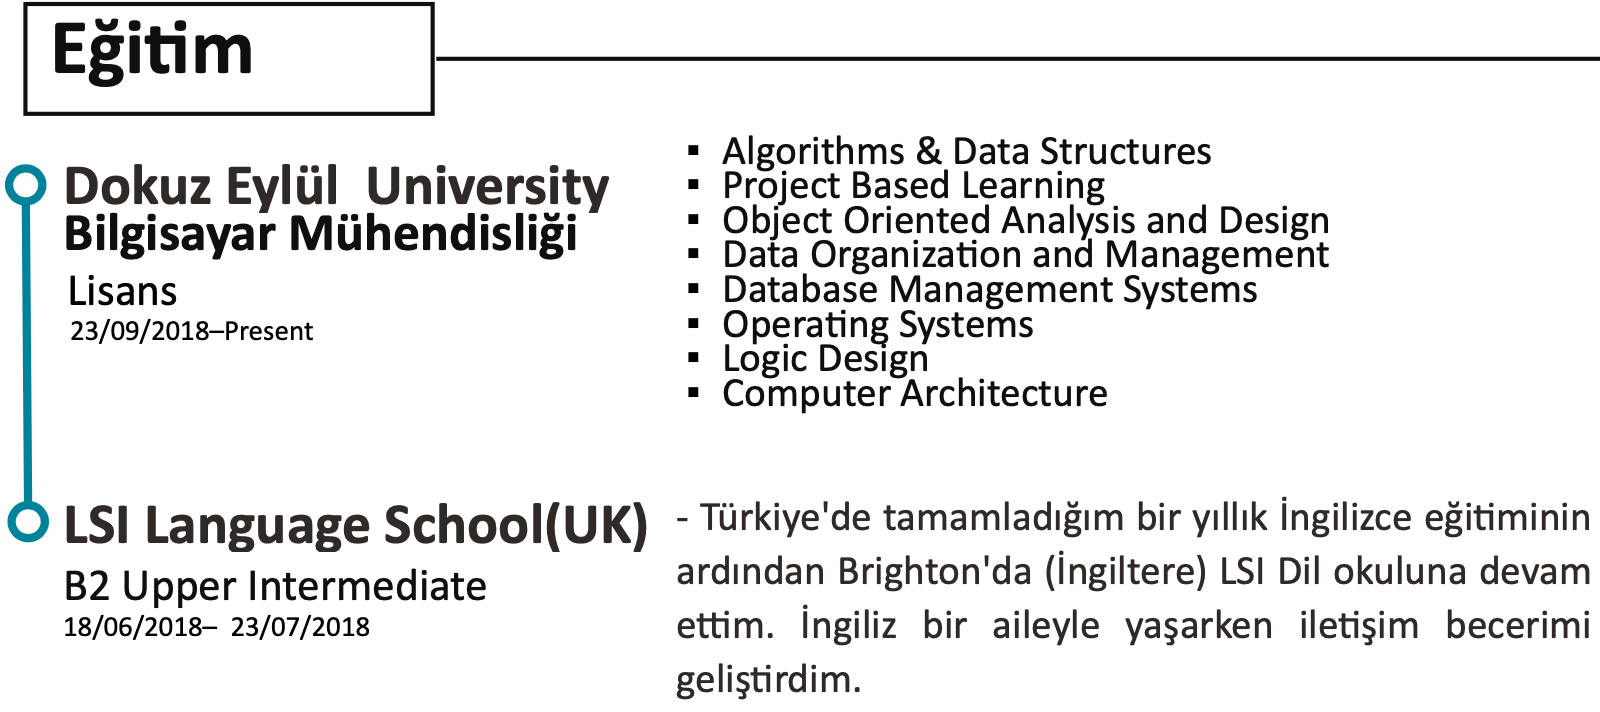 Eğitim
Dokuz Eylül  University
Bilgisayar Mühendisliği
Lisans
23/09/2018–Present
▪ Algorithms & Data Structures
▪ Project Based Learning
▪ Object Oriented Analysis and Design
▪ Data Organization and Management
▪ Database Management Systems
▪ Operating Systems
▪ Logic Design
▪ Computer Architecture
LSI Language School(UK)
B2 Upper Intermediate
18/06/2018–  23/07/2018
- Türkiye'de tamamladığım bir yıllık İngilizce eğitiminin
ardından Brighton'da (İngiltere) LSI Dil okuluna devam
ettim. İngiliz bir aileyle yaşarken iletişim becerimi
geliştirdim.